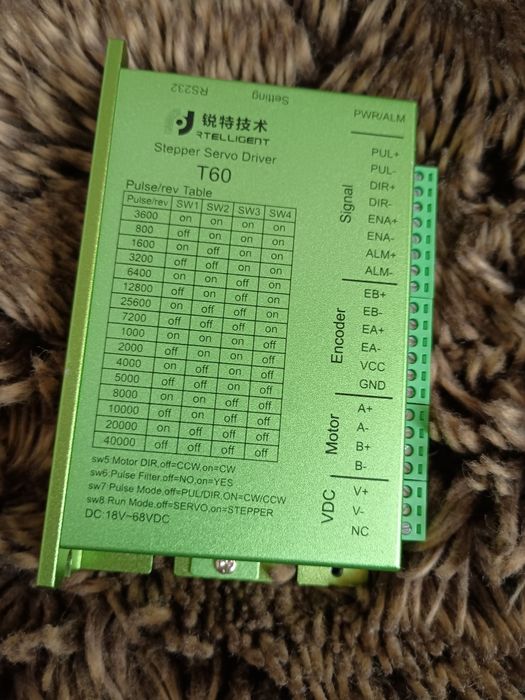 RS232
Setting
PWR/ALM
锐特技术
RTELLIGENT
Stepper Servo Driver
T60
Pulse/rev Table
Pulse/rev SW1 SW2 SW3 SW4
3600 on on on on
800 off on on on
1600 on off on on
3200 off off on on
6400 on on off on
12800 off on off on
25600 on off off on
7200 off off off on
1000 on on on off
2000 off on on off
4000 on off on off
5000 off off on off
8000 on on off off
10000 off on off off
20000 on off off off
40000 off off off off
sw5:Motor DIR,off=CCW,on=CW
sw6:Pulse Filter,off=NO,on=YES
sw7:Pulse Mode,off=PUL/DIR,ON=CW/CCW
sw8:Run Mode,off=SERVO,on=STEPPER
DC:18V~68VDC
Signal
PUL+
PUL-
DIR+
DIR-
ENA+
ENA-
ALM+
ALM-
Encoder
EB+
EB-
EA+
EA-
VCC
GND
Motor
A+
A-
B+
B-
VDC
V+
V-
NC